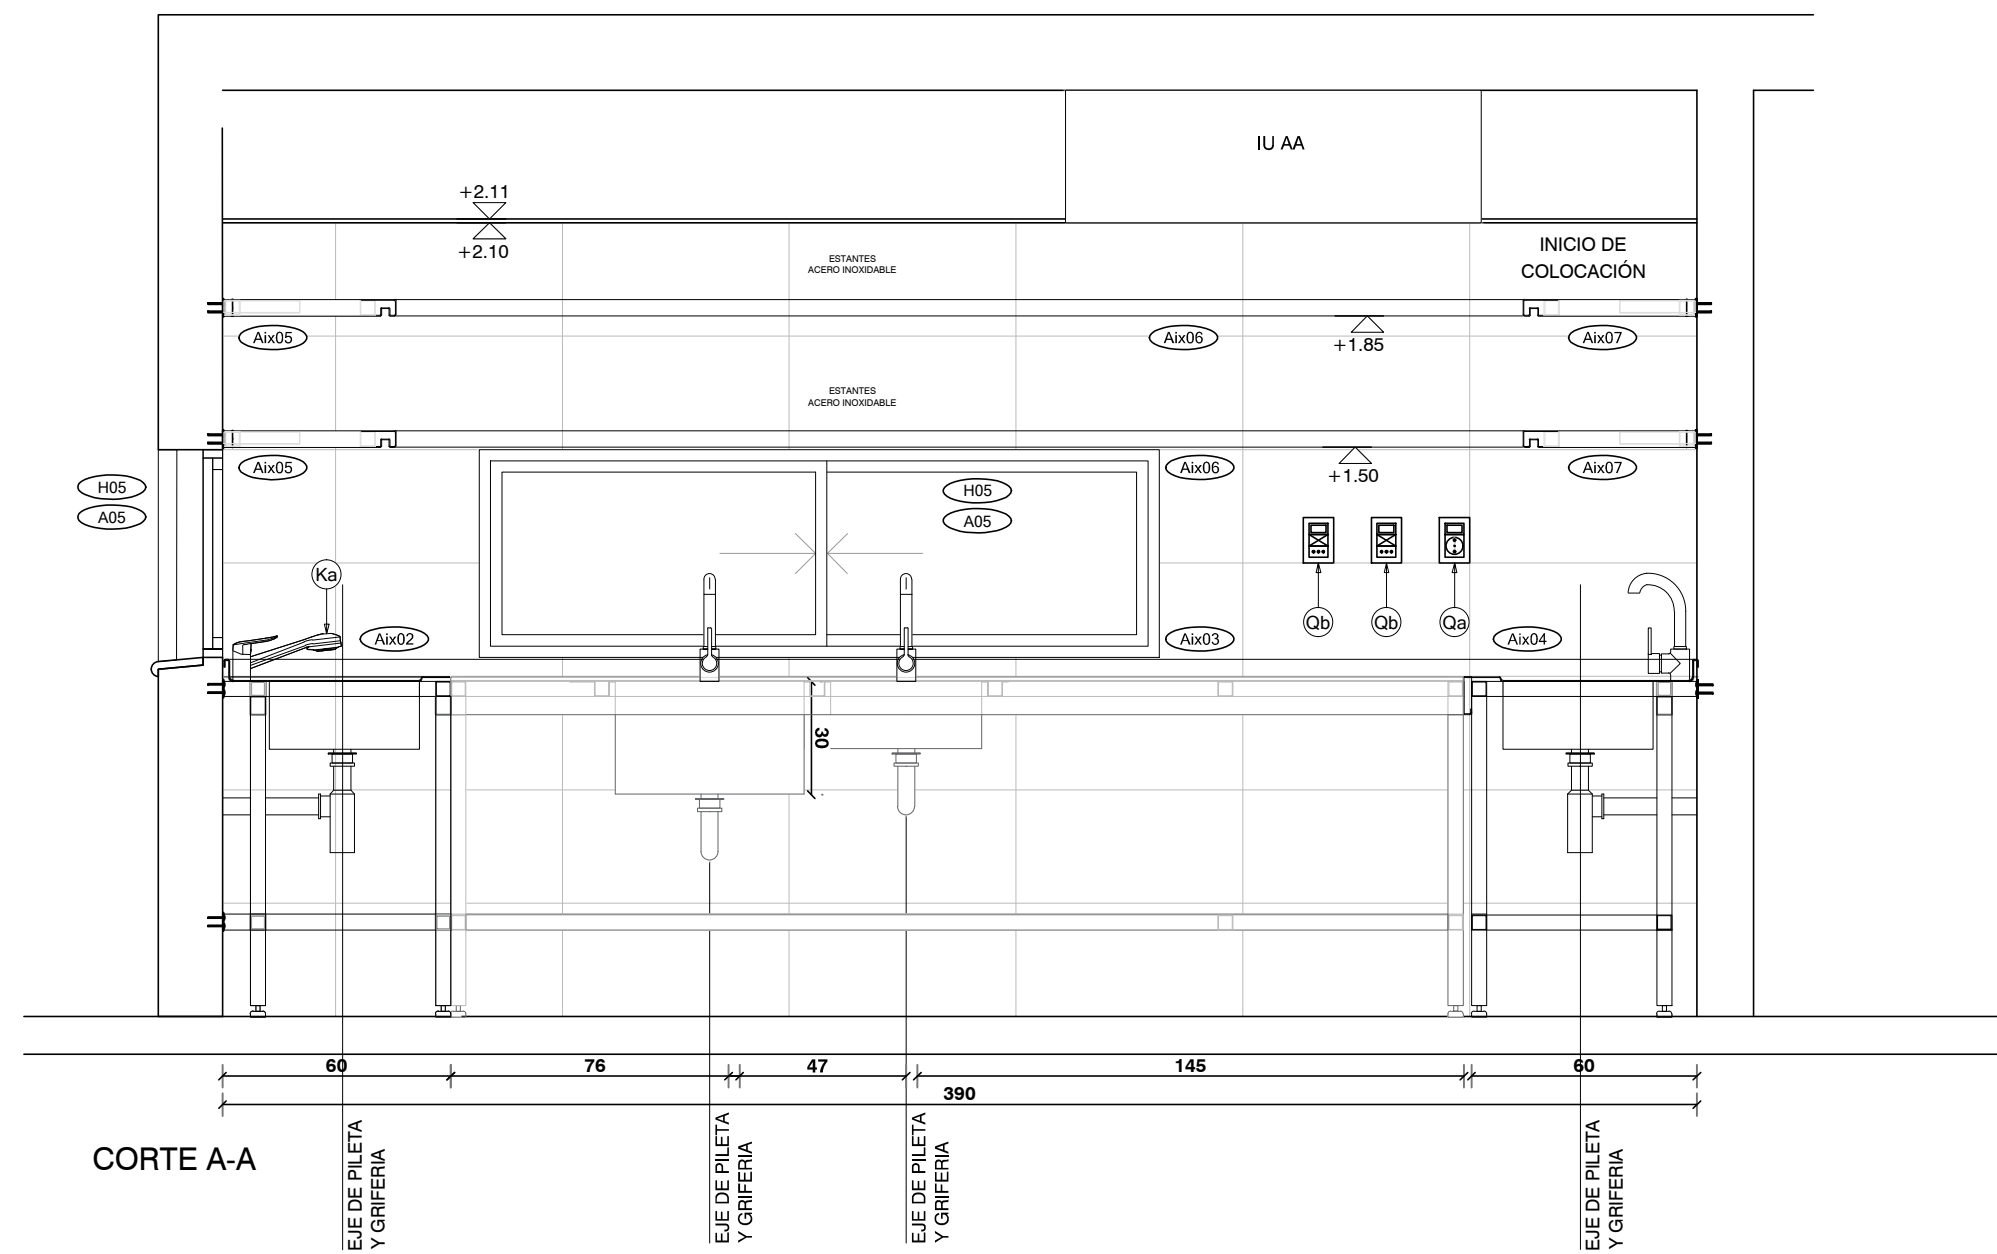 IU AA
+2.11
+2.10
ESTANTES
ACERO INOXIDABLE
INICIO DE
COLOCACIÓN
Aix05
Aix06
+1.85
Aix07
ESTANTES
ACERO INOXIDABLE
Aix05
Aix06
+1.50
Aix07
H05
A05
H05
A05
Ka
Aix02
Aix03
Qb
Qb
Qa
Aix04
30
60
76
47
145
60
390
CORTE A-A
EJE DE PILETA
Y GRIFERIA
EJE DE PILETA
Y GRIFERIA
EJE DE PILETA
Y GRIFERIA
EJE DE PILETA
Y GRIFERIA